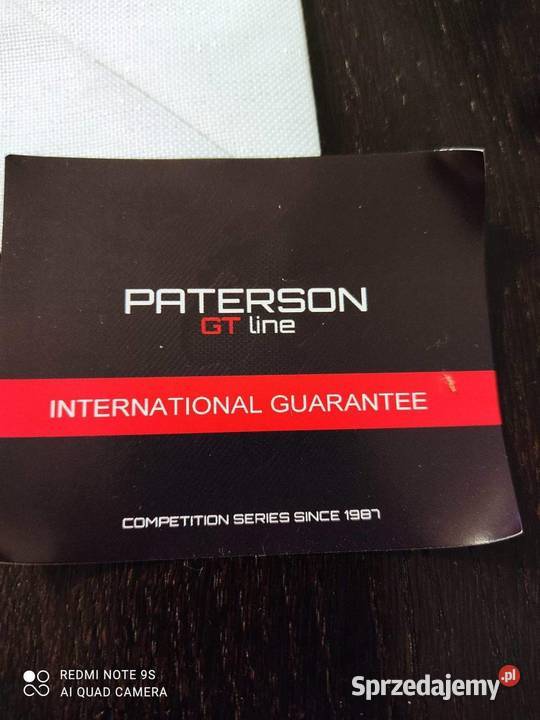 PATERSON
GT line
INTERNATIONAL GUARANTEE
COMPETITION SERIES SINCE 1987
REDMI NOTE 9S
AI QUAD CAMERA
Sprzedajemy.pl